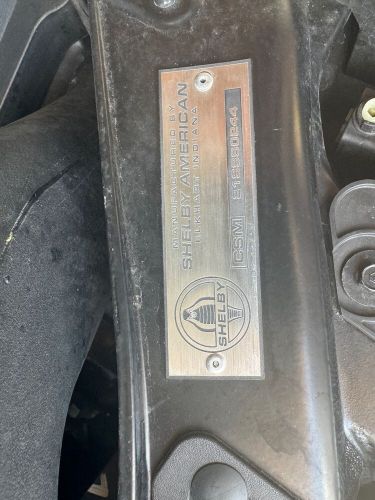 MANUFACTURED BY
SHELBY AMERICAN
ELKHART INDIANA
CSM
SHELBY